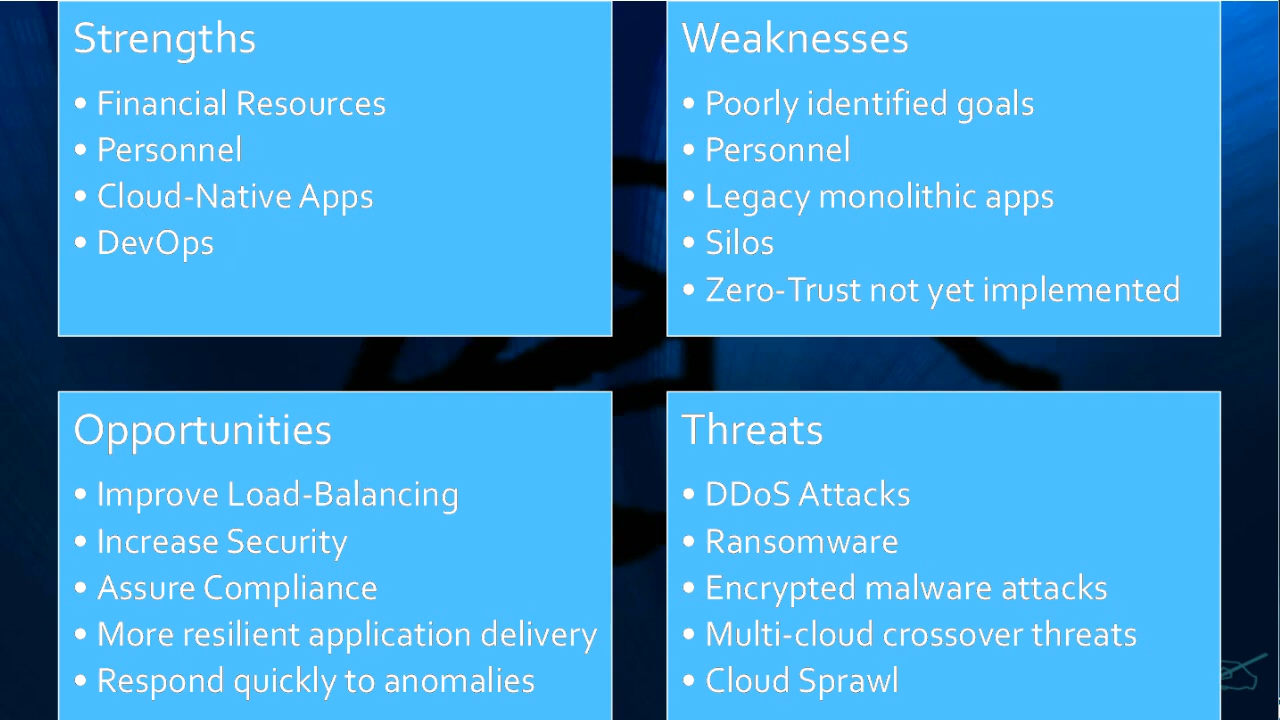 Strengths
• Financial Resources
• Personnel
• Cloud-Native Apps
• DevOps
Weaknesses
• Poorly identified goals
• Personnel
• Legacy monolithic apps
• Silos
• Zero-Trust not yet implemented
Opportunities
• Improve Load-Balancing
• Increase Security
• Assure Compliance
• More resilient application delivery
• Respond quickly to anomalies
Threats
• DDoS Attacks
• Ransomware
• Encrypted malware attacks
• Multi-cloud crossover threats
• Cloud Sprawl